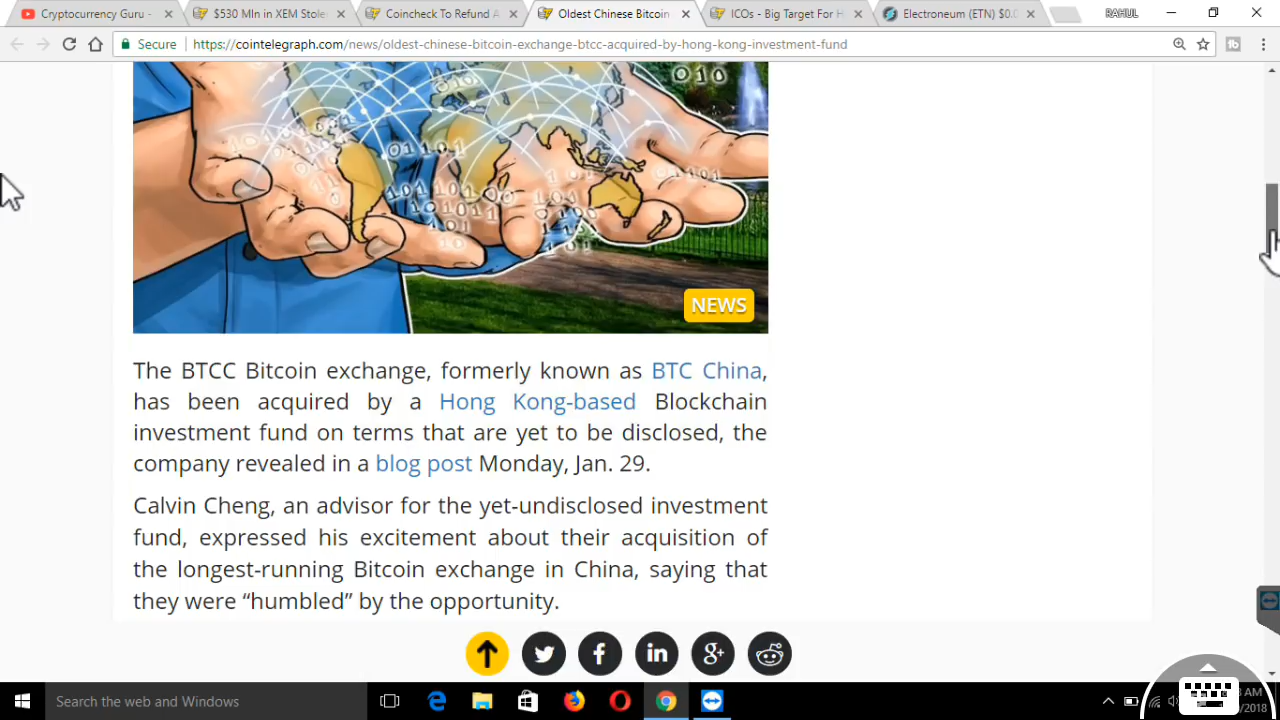 Cryptocurrency Guru -
$530 Mln in XEM Stole
Coincheck To Refund A
Oldest Chinese Bitcoin
ICOs - Big Target For H
Electroneum (ETN) $0.0
RAHUL
Secure
https://cointelegraph.com/news/oldest-chinese-bitcoin-exchange-btcc-acquired-by-hong-kong-investment-fund
NEWS
The BTCC Bitcoin exchange, formerly known as BTC China,
has been acquired by a Hong Kong-based Blockchain
investment fund on terms that are yet to be disclosed, the
company revealed in a blog post Monday, Jan. 29.
Calvin Cheng, an advisor for the yet-undisclosed investment
fund, expressed his excitement about their acquisition of
the longest-running Bitcoin exchange in China, saying that
they were “humbled” by the opportunity.
Search the web and Windows
AM
2018